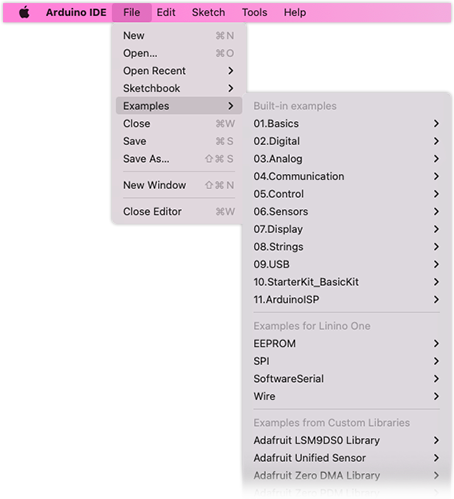 Arduino IDE File Edit Sketch Tools Help
New ⌘N
Open... ⌘O
Open Recent
Sketchbook
Examples
Close ⌘W
Save ⌘S
Save As... ⇧⌘S
New Window ⇧⌘N
Close Editor ⌘W
Built-in examples
01.Basics
02.Digital
03.Analog
04.Communication
05.Control
06.Sensors
07.Display
08.Strings
09.USB
10.StarterKit_BasicKit
11.ArduinoISP
Examples for Linino One
EEPROM
SPI
SoftwareSerial
Wire
Examples from Custom Libraries
Adafruit LSM9DS0 Library
Adafruit Unified Sensor
Adafruit Zero DMA Library